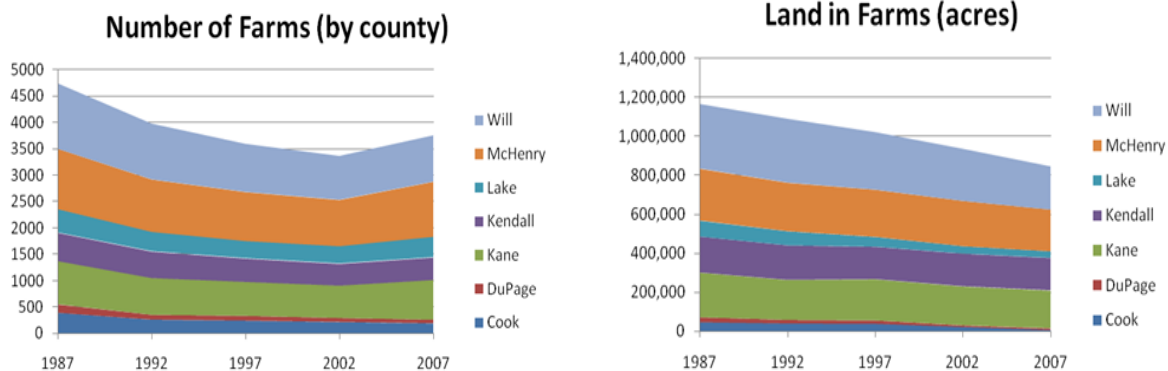 Number of Farms (by county)
5000
4500
4000
3500
3000
2500
2000
1500
1000
500
0
1987 1992 1997 2002 2007
Will
McHenry
Lake
Kendall
Kane
DuPage
Cook
Land in Farms (acres)
1,400,000
1,200,000
1,000,000
800,000
600,000
400,000
200,000
0
1987 1992 1997 2002 2007
Will
McHenry
Lake
Kendall
Kane
DuPage
Cook